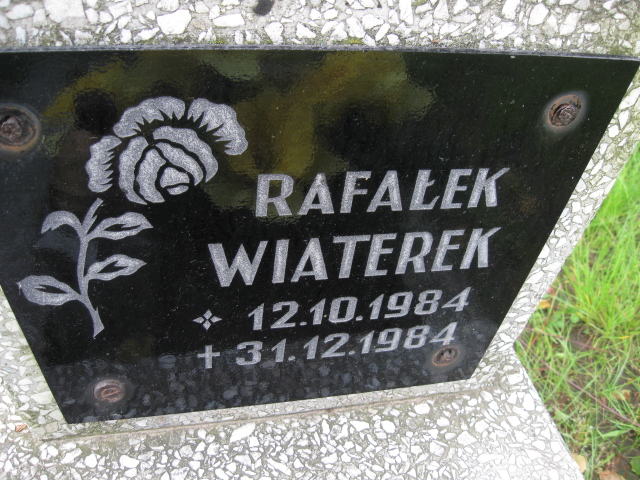 RAFAŁEK
WIATEREK
12.10.1984
+ 31.12.1984